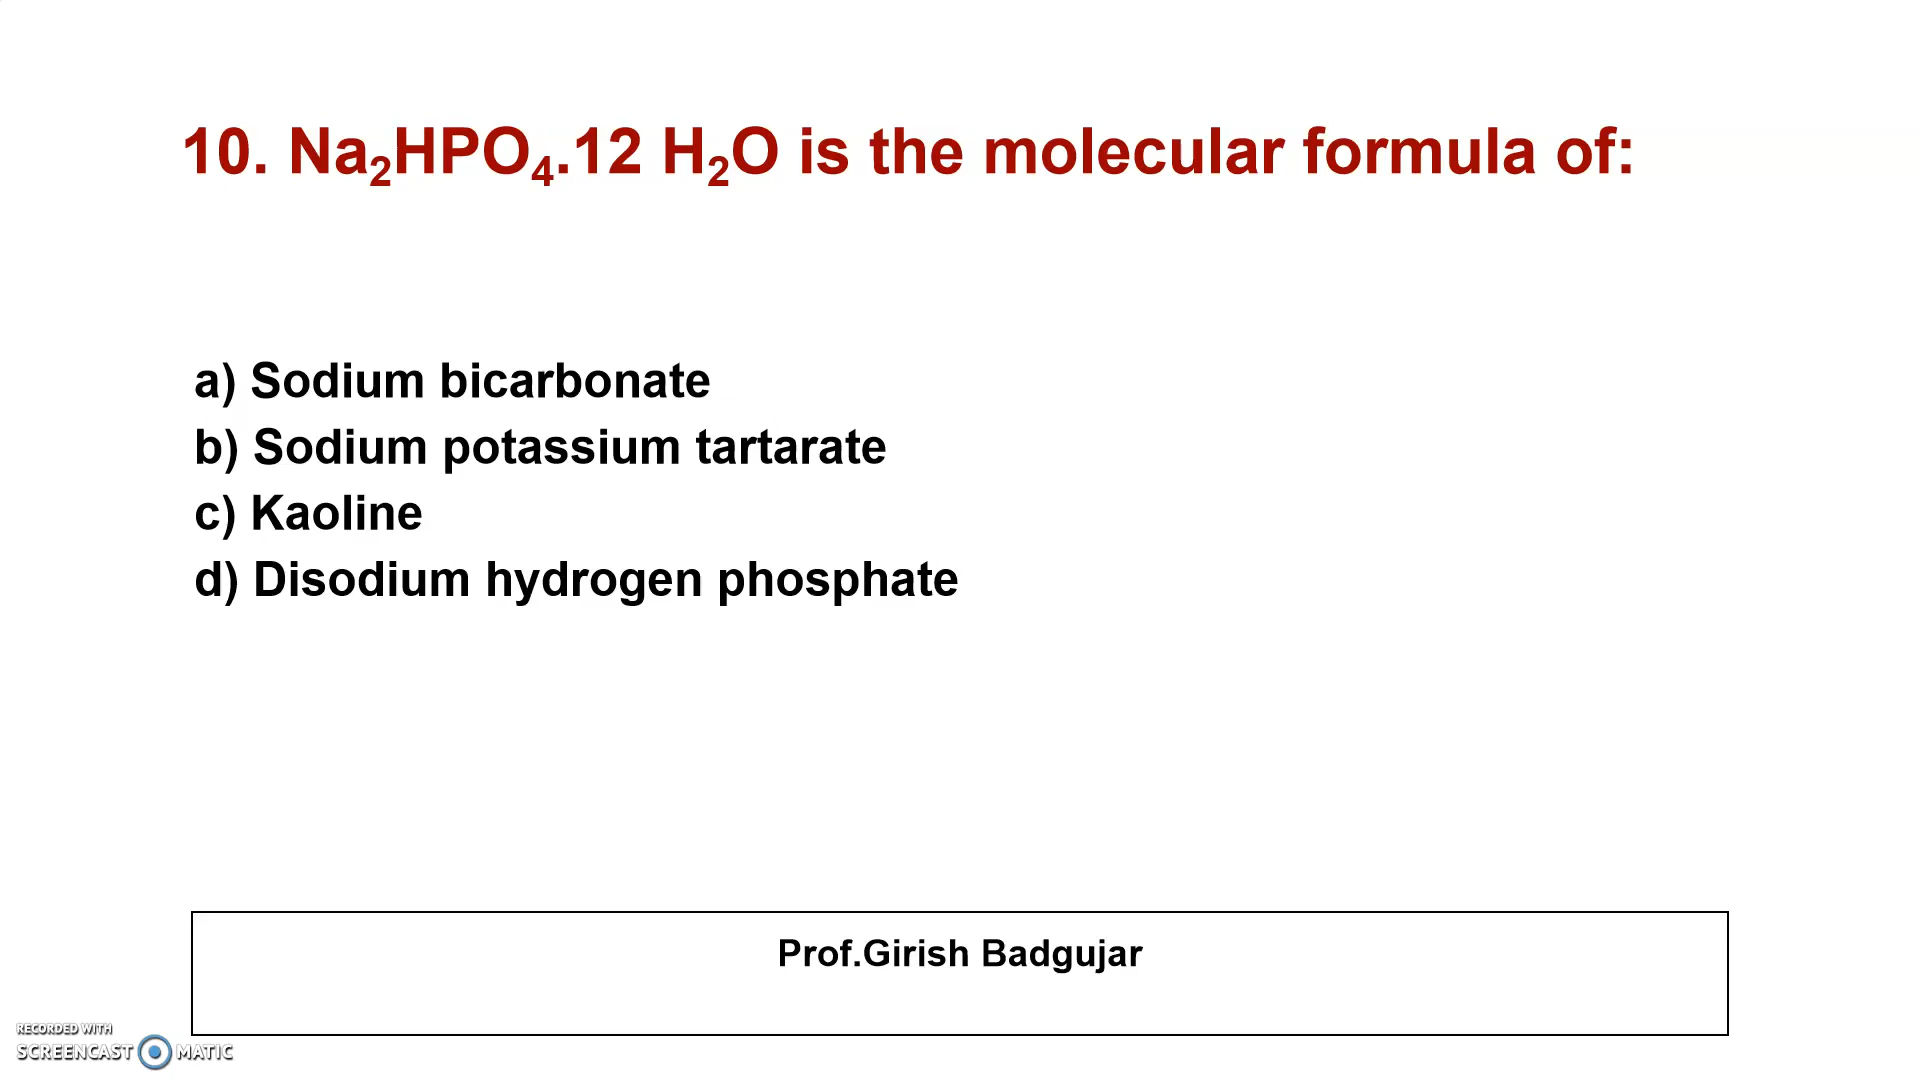 10. Na₂HPO₄.12 H₂O is the molecular formula of:
a) Sodium bicarbonate
b) Sodium potassium tartarate
c) Kaoline
d) Disodium hydrogen phosphate
Prof.Girish Badgujar
RECORDED WITH
SCREENCAST MATIC